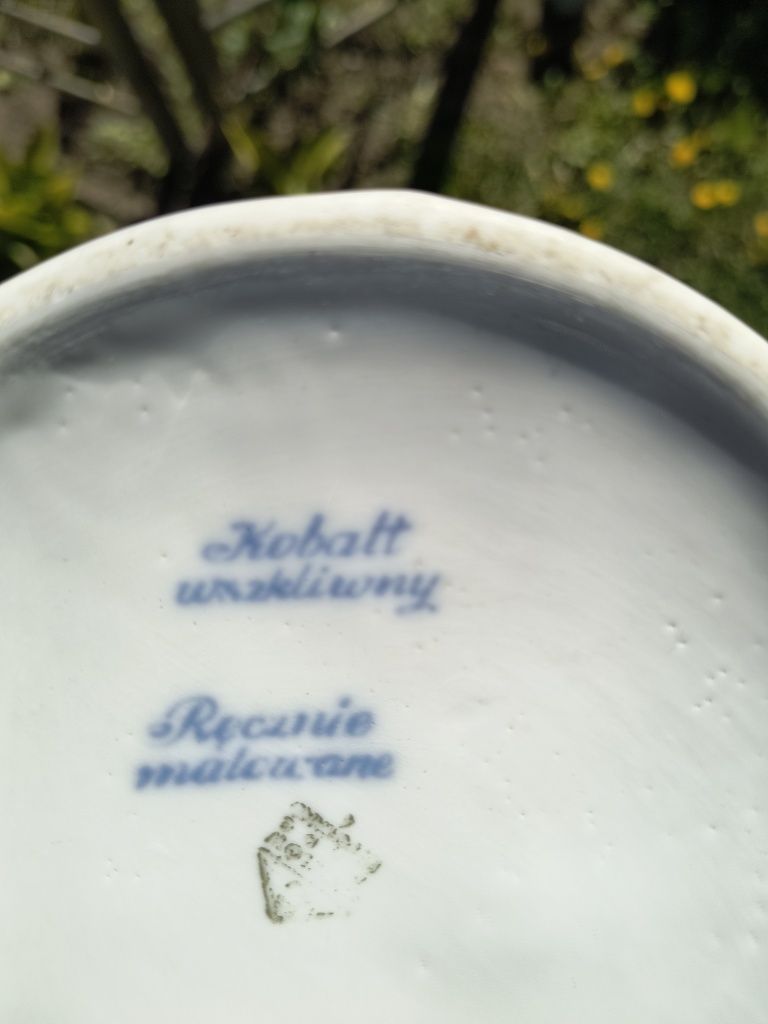 Kobalt
wszkliwny
Ręcznie
malowane